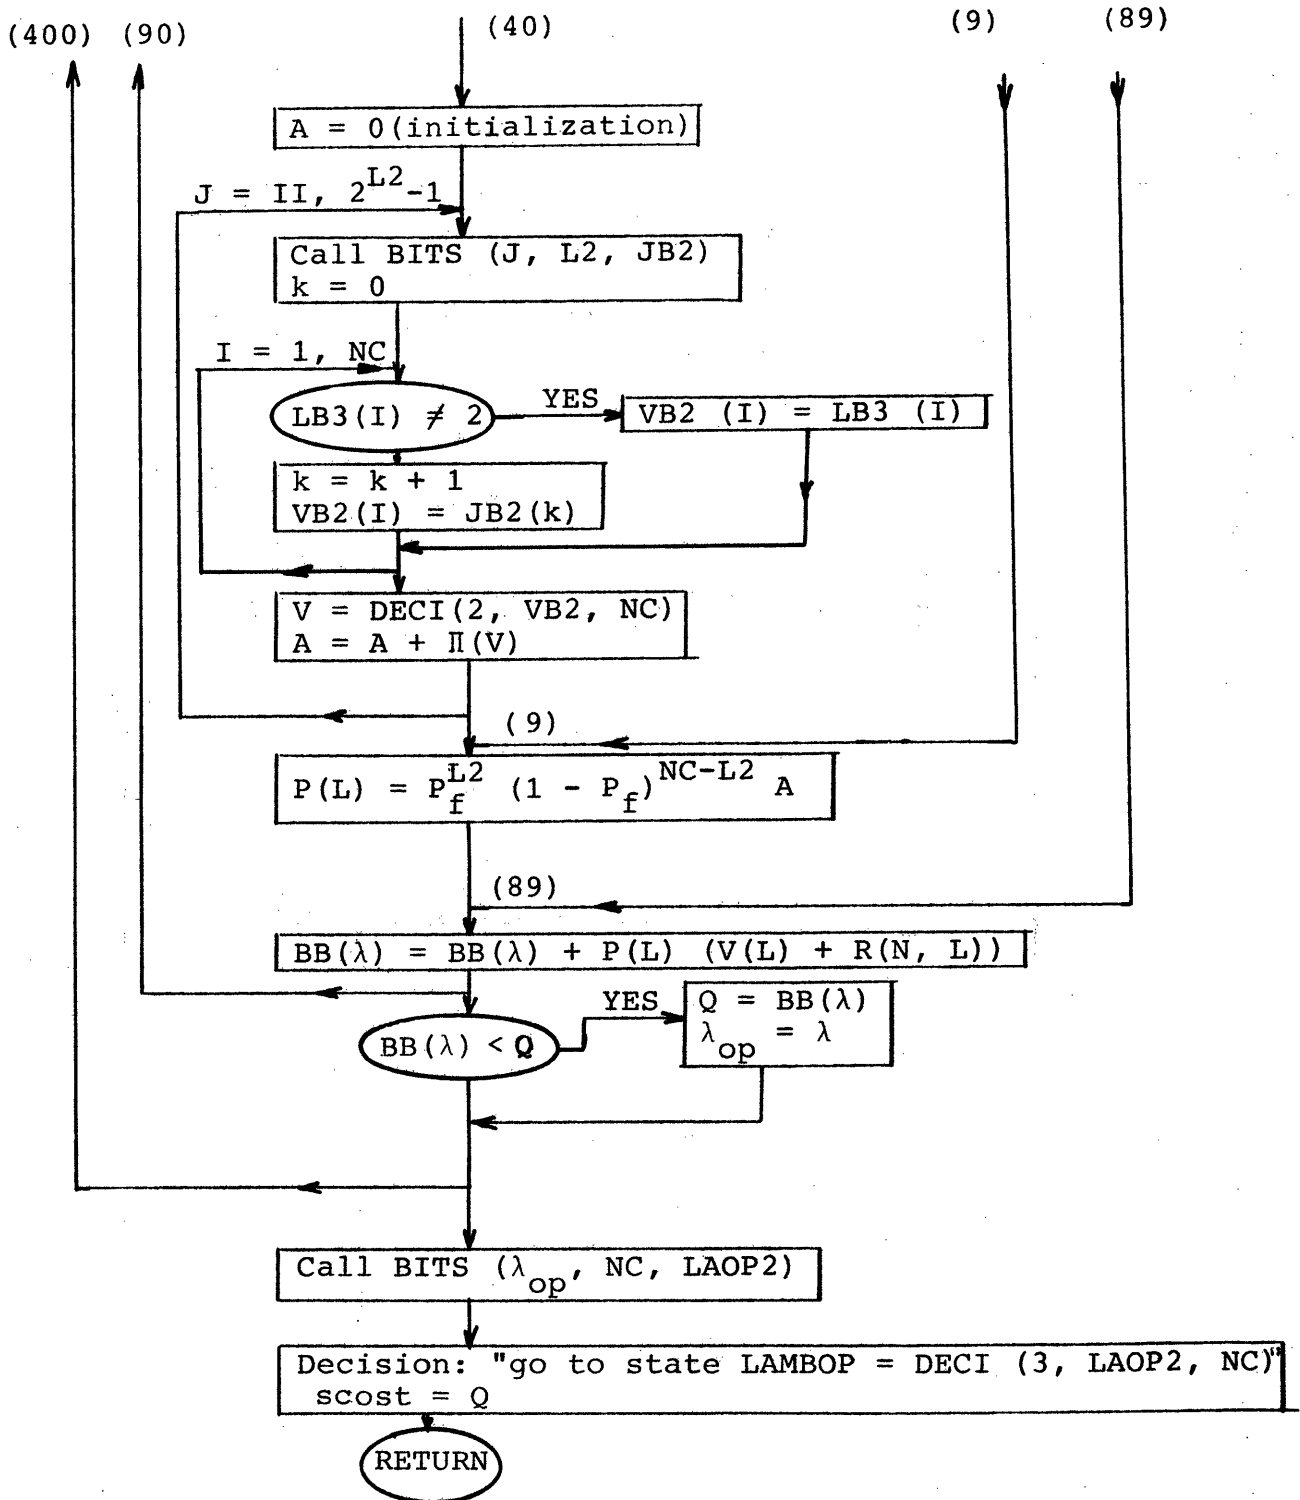 (400) (90) (40) (9) (89)
A = 0(initialization)
J = II, 2^L2-1
Call BITS (J, L2, JB2)
k = 0
I = 1, NC
LB3(I) ≠ 2
YES
VB2 (I) = LB3 (I)
k = k + 1
VB2(I) = JB2(k)
V = DECI(2, VB2, NC)
A = A + Π(V)
(9)
P(L) = P_f^L2 (1 - P_f)^NC-L2 A
(89)
BB(λ) = BB(λ) + P(L) (V(L) + R(N, L))
BB(λ) < Q
YES
Q = BB(λ)
λ_op = λ
Call BITS (λ_op, NC, LAOP2)
Decision: "go to state LAMBOP = DECI (3, LAOP2, NC)"
scost = Q
RETURN